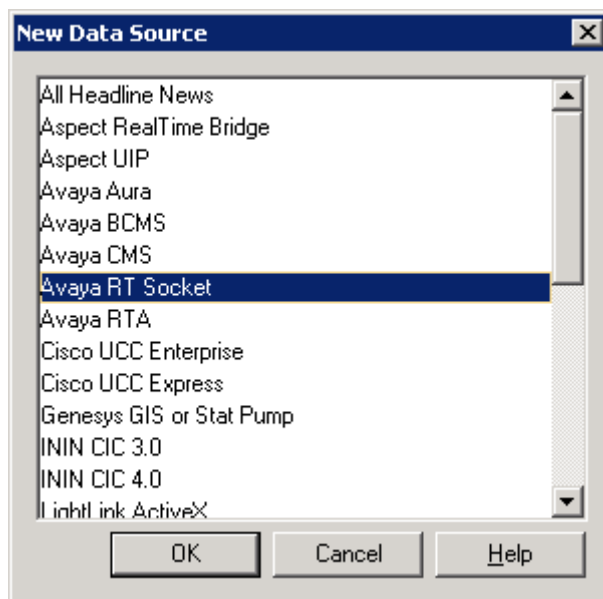 New Data Source
All Headline News
Aspect RealTime Bridge
Aspect UIP
Avaya Aura
Avaya BCMS
Avaya CMS
Avaya RT Socket
Avaya RTA
Cisco UCC Enterprise
Cisco UCC Express
Genesys GIS or Stat Pump
ININ CIC 3.0
ININ CIC 4.0
LightLink ActiveX
OK
Cancel
Help